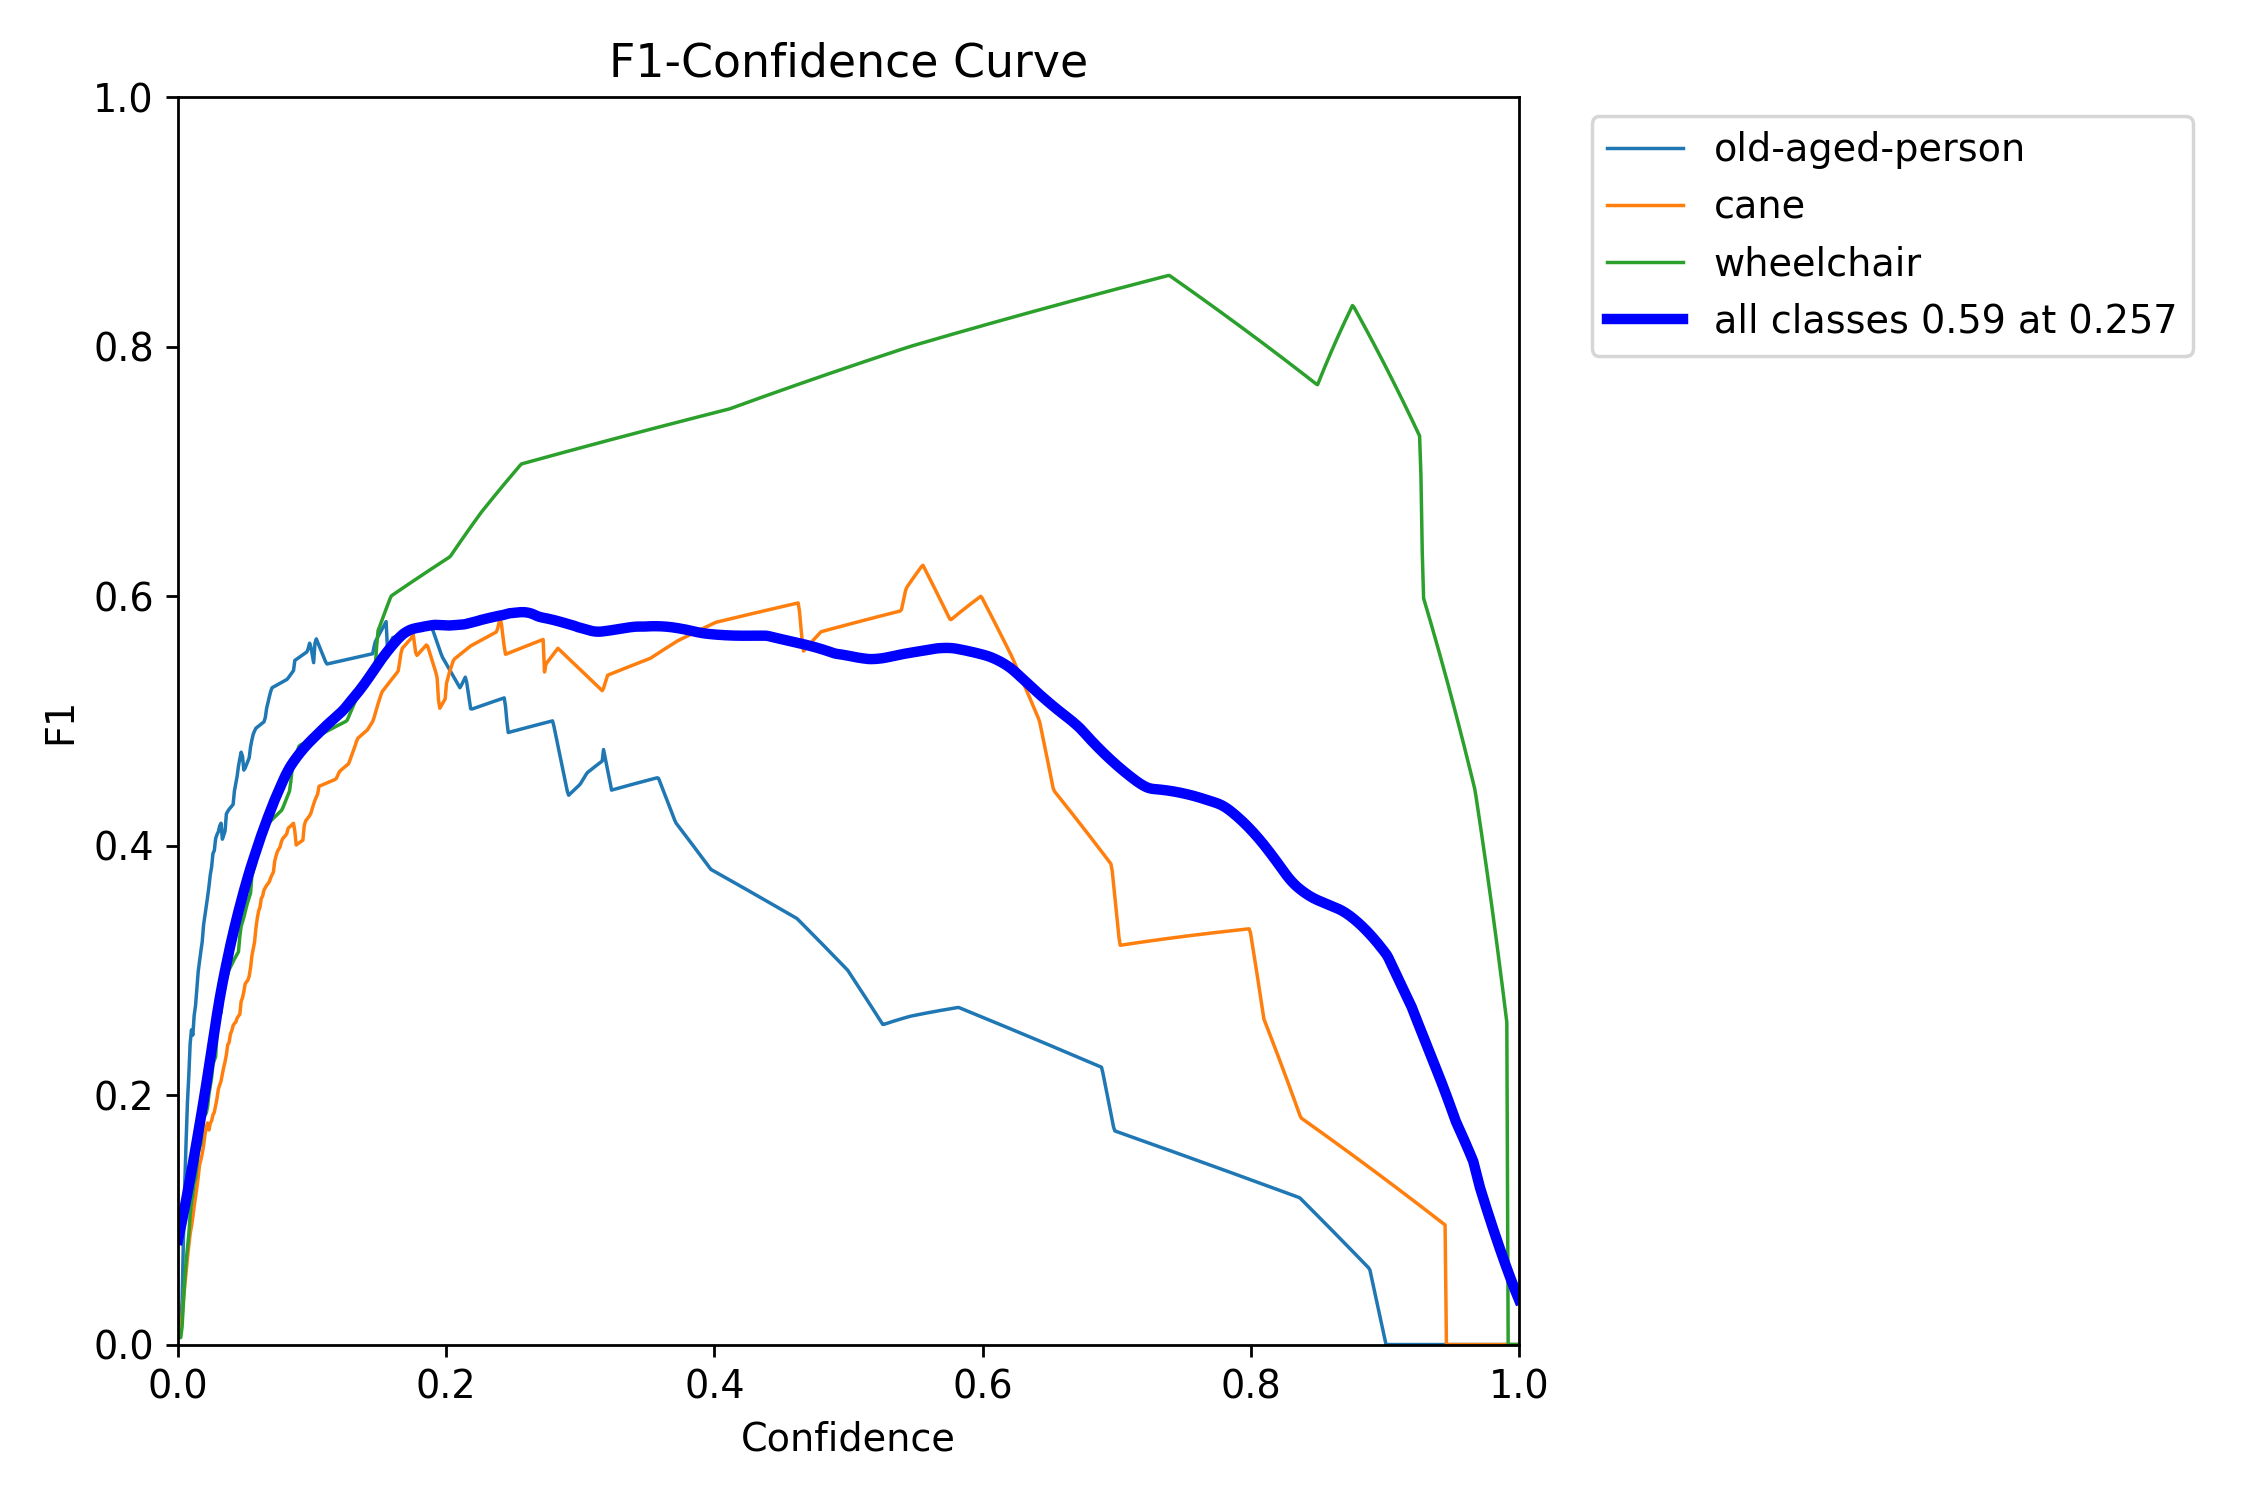 F1-Confidence Curve
1.0
0.8
0.6
0.4
0.2
0.0
F1
0.0 0.2 0.4 0.6 0.8 1.0
Confidence
old-aged-person
cane
wheelchair
all classes 0.59 at 0.257